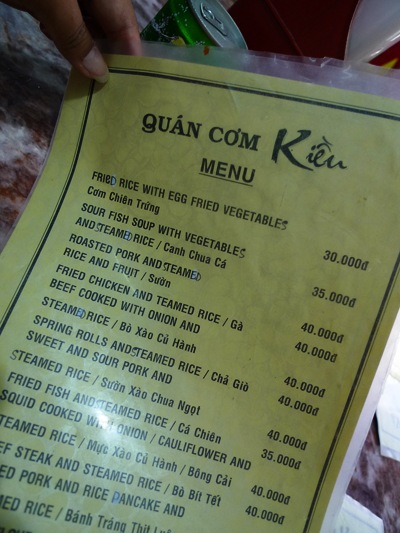 QUÁN CƠM Kiều
MENU
FRIED RICE WITH EGG FRIED VEGETABLES
Cơm Chiên Trứng 30.000đ
SOUR FISH SOUP WITH VEGETABLES
AND STEAMED RICE / Canh Chua Cá 35.000đ
ROASTED PORK AND STEAMED
RICE AND FRUIT / Sườn 40.000đ
FRIED CHICKEN AND TEAMED RICE / Gà 40.000đ
BEEF COOKED WITH ONION AND
STEAMED RICE / Bò Xào Củ Hành 40.000đ
SPRING ROLLS AND STEAMED RICE / Chả Giò 40.000đ
SWEET AND SOUR PORK AND
STEAMED RICE / Sườn Xào Chua Ngọt 40.000đ
FRIED FISH AND STEAMED RICE / Cá Chiên 35.000đ
SQUID COOKED WITH ONION / CAULIFLOWER AND
STEAMED RICE / Mực Xào Củ Hành / Bông Cải 40.000đ
EF STEAK AND STEAMED RICE / Bò Bít Tết 40.000đ
ED PORK AND RICE PANCAKE AND
MED RICE / Bánh Tráng Thịt